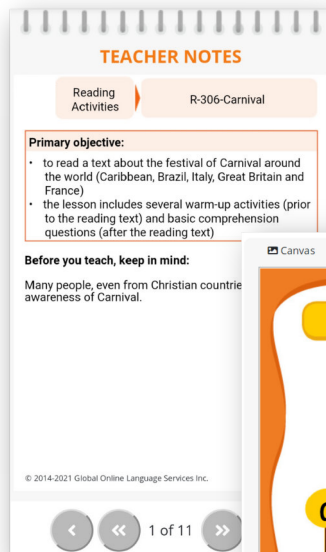 TEACHER NOTES
Reading
Activities
R-306-Carnival
Primary objective:
• to read a text about the festival of Carnival around
the world (Caribbean, Brazil, Italy, Great Britain and
France)
• the lesson includes several warm-up activities (prior
to the reading text) and basic comprehension
questions (after the reading text)
Before you teach, keep in mind:
Many people, even from Christian countrie
awareness of Carnival.
Canvas
© 2014-2021 Global Online Language Services Inc.
1 of 11